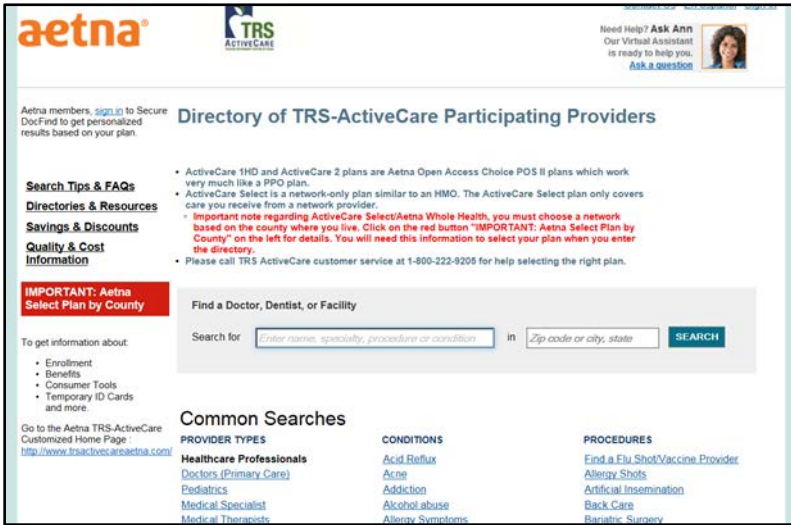 Contact Us En Español Sign In
aetna
TRS
ACTIVECARE
Need Help? Ask Ann
Our Virtual Assistant
is ready to help you.
Ask a question
Aetna members, sign in to Secure
DocFind to get personalized
results based on your plan.
Search Tips & FAQs
Directories & Resources
Savings & Discounts
Quality & Cost
Information
IMPORTANT: Aetna
Select Plan by County
To get information about:
• Enrollment
• Benefits
• Consumer Tools
• Temporary ID Cards
and more.
Go to the Aetna TRS-ActiveCare
Customized Home Page :
http://www.trsactivecareaetna.com/
Directory of TRS-ActiveCare Participating Providers
• ActiveCare 1HD and ActiveCare 2 plans are Aetna Open Access Choice POS II plans which work
very much like a PPO plan.
• ActiveCare Select is a network-only plan similar to an HMO. The ActiveCare Select plan only covers
care you receive from a network provider.
Important note regarding ActiveCare Select/Aetna Whole Health, you must choose a network
based on the county where you live. Click on the red button "IMPORTANT: Aetna Select Plan by
County" on the left for details. You will need this information to select your plan when you enter
the directory.
• Please call TRS ActiveCare customer service at 1-800-222-9205 for help selecting the right plan.
Find a Doctor, Dentist, or Facility
Search for Enter name, specialty, procedure or condition in Zip code or city, state SEARCH
Common Searches
PROVIDER TYPES CONDITIONS PROCEDURES
Healthcare Professionals Acid Reflux Find a Flu Shot/Vaccine Provider
Doctors (Primary Care) Acne Allergy Shots
Pediatrics Addiction Artificial Insemination
Medical Specialist Alcohol abuse Back Care
Medical Therapists Allergy Symptoms Bariatric Surgery